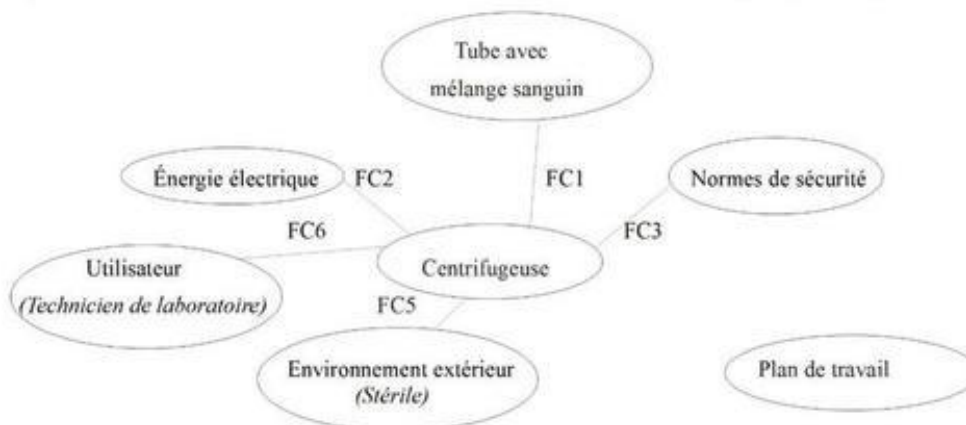 Tube avec
mélange sanguin
Énergie électrique
FC2
FC1
Normes de sécurité
FC6
FC3
Utilisateur
(Technicien de laboratoire)
Centrifugeuse
FC5
Environnement extérieur
(Stérile)
Plan de travail